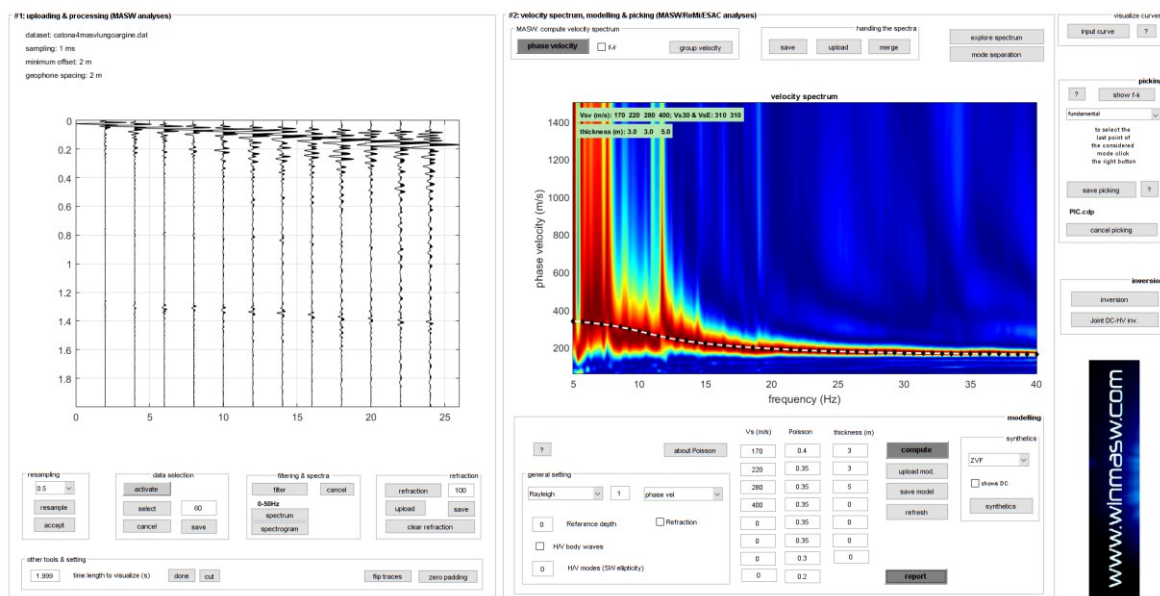 #1: uploading & processing (MASW analyses)
dataset: catona4masvlungoargine.dat
sampling: 1 ms
minimum offset: 2 m
geophone spacing: 2 m
0
0.2
0.4
0.6
0.8
1
1.2
1.4
1.6
1.8
0 5 10 15 20 25
resampling
0.5
resample
accept
data selection
activate
select 60
cancel save
filtering & spectra
filter cancel
0-50Hz
spectrum
spectrogram
refraction
refraction 100
upload save
clear refraction
other tools & setting
1.999 time length to visualize (s) done cut flip traces zero padding
#2: velocity spectrum, modelling & picking (MASW/ReMi/ESAC analyses)
MASW: compute velocity spectrum
phase velocity f-k group velocity
handling the spectra
save upload merge
explore spectrum
mode separation
velocity spectrum
Vsv (m/s): 170 220 280 400; Vs30 & VsE: 310 310
thickness (m): 3.0 3.0 5.0
phase velocity (m/s)
1400
1200
1000
800
600
400
200
5 10 15 20 25 30 35 40
frequency (Hz)
modelling
? about Poisson
general setting
Rayleigh 1 phase vel
0 Reference depth Refraction
H/V body waves
0 H/V modes (SW ellipticity)
Vs (m/s) Poisson thickness (m)
170 0.4 3
220 0.35 3
280 0.35 5
400 0.35 0
0 0.35 0
0 0.35 0
0 0.3 0
0 0.2
compute
upload mod.
save model
refresh
report
synthetics
ZVF
shows DC
synthetics
visualize curves
input curve ?
picking
? show f-k
fundamental
to select the
last point of
the considered
mode click
the right button
save picking ?
PIC.cdp
cancel picking
inversion
inversion
Joint DC-HV inv.
www.winmasw.com